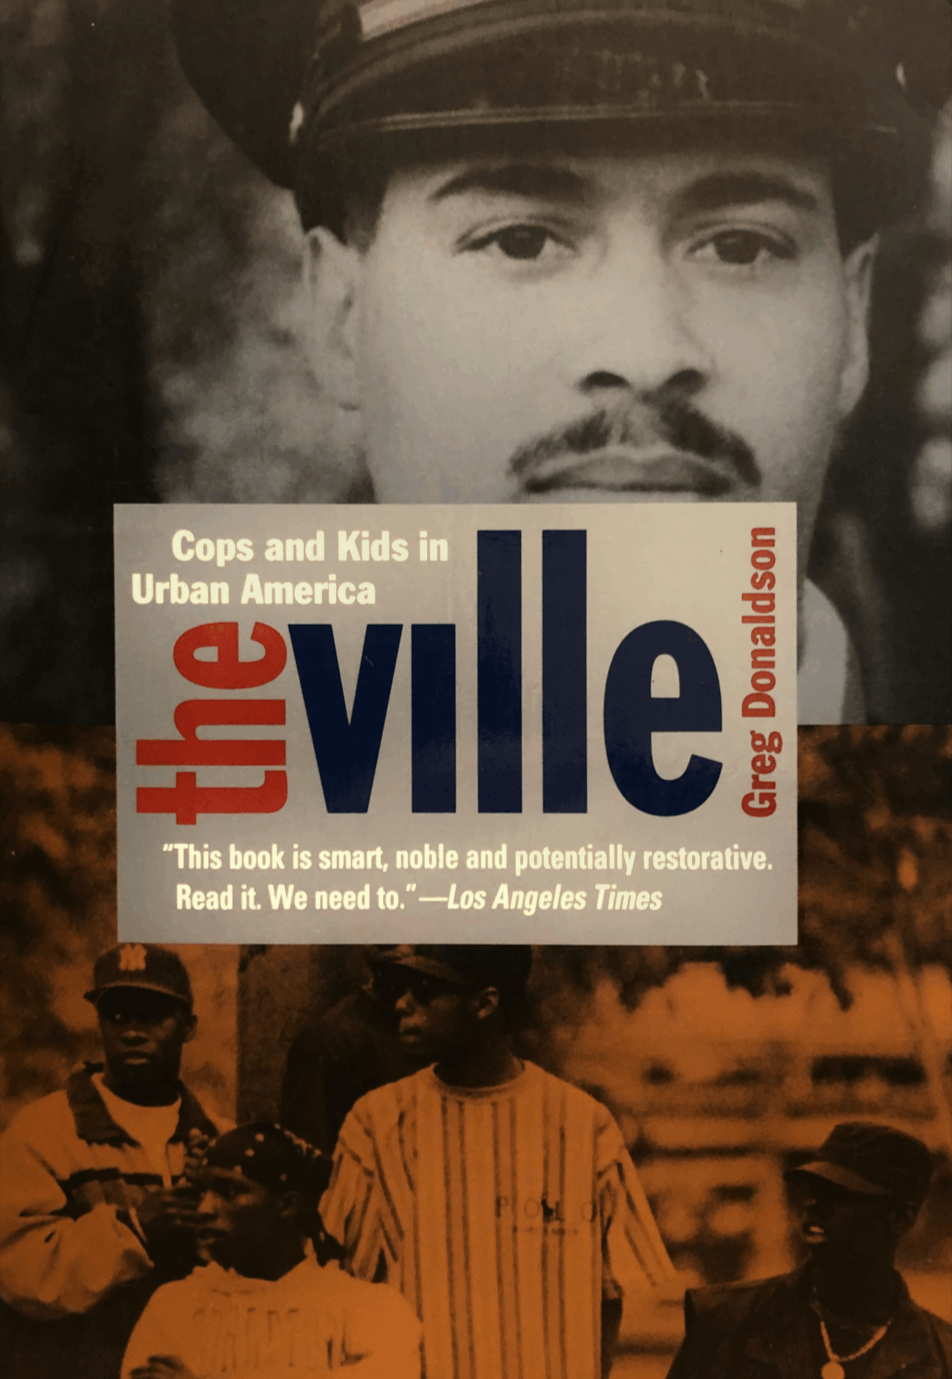 Cops and Kids in
Urban America
the ville
Greg Donaldson
“This book is smart, noble and potentially restorative.
Read it. We need to.”—Los Angeles Times